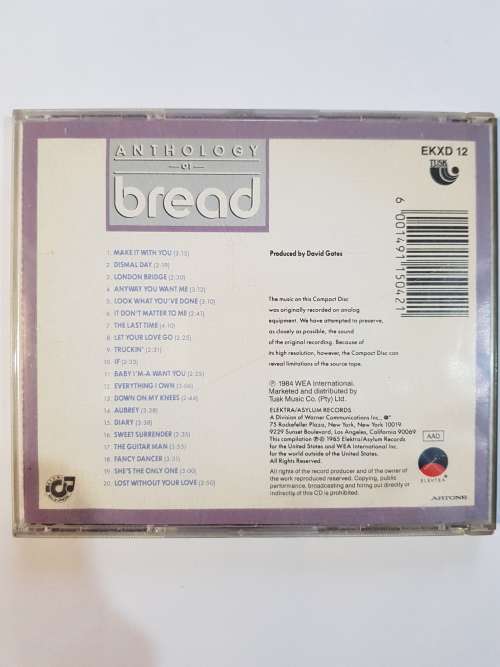 ANTHOLOGY
OF
bread
EKXD 12
TUSK
6 001491 150421
1. MAKE IT WITH YOU (3:15)
2. DISMAL DAY (2:19)
3. LONDON BRIDGE (2:30)
4. ANYWAY YOU WANT ME (3:12)
5. LOOK WHAT YOU'VE DONE (3:10)
6. IT DON'T MATTER TO ME (2:41)
7. THE LAST TIME (4:10)
8. LET YOUR LOVE GO (2:25)
9. TRUCKIN' (2:31)
10. IF (2:35)
11. BABY I'M-A WANT YOU (2:25)
12. EVERYTHING I OWN (3:06)
13. DOWN ON MY KNEES (2:44)
14. AUBREY (3:38)
15. DIARY (3:05)
16. SWEET SURRENDER (2:35)
17. THE GUITAR MAN (3:55)
18. FANCY DANCER (3:31)
19. SHE'S THE ONLY ONE (3:00)
20. LOST WITHOUT YOUR LOVE (2:50)
Produced by David Gates
The music on this Compact Disc
was originally recorded on analog
equipment. We have attempted to preserve,
as closely as possible, the sound
of the original recording. Because of
its high resolution, however, the Compact Disc can
reveal limitations of the source tape.
℗ 1984 WEA International.
Marketed and distributed by
Tusk Music Co. (Pty) Ltd.
ELEKTRA/ASYLUM RECORDS
A Division of Warner Communications Inc.,
75 Rockefeller Plaza, New York, New York 10019
9229 Sunset Boulevard, Los Angeles, California 90069
This compilation ℗© 1985 Elektra/Asylum Records
for the United States and WEA International Inc.
for the world outside of the United States.
All Rights Reserved.
All rights of the record producer and of the owner of
the work reproduced reserved. Copying, public
performance, broadcasting and hiring out directly or
indirectly of this CD is prohibited.
AAD
ELEKTRA
ARTONE